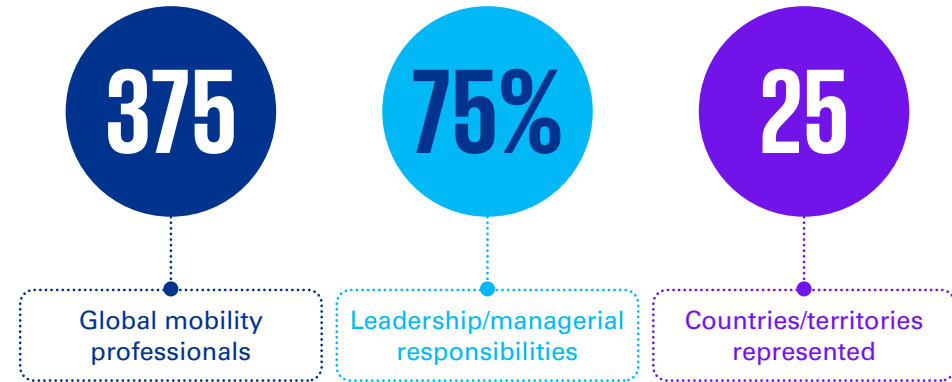 375
75%
25
Global mobility
professionals
Leadership/managerial
responsibilities
Countries/territories
represented